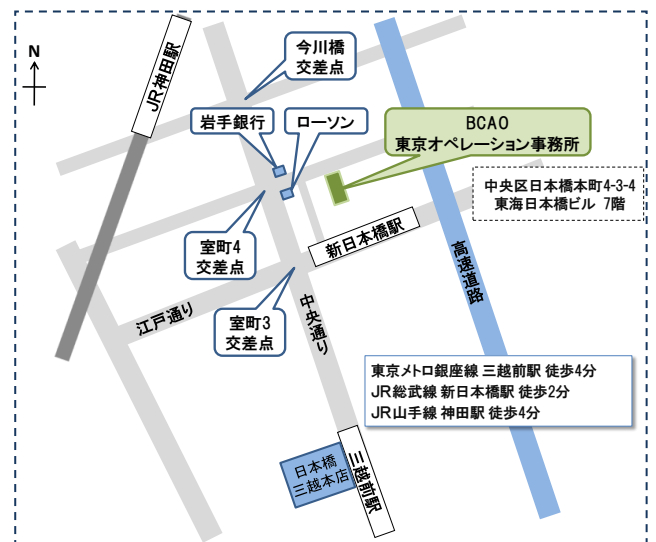 N
JR神田駅
今川橋
交差点
岩手銀行
ローソン
BCAO
東京オペレーション事務所
中央区日本橋本町4-3-4
東海日本橋ビル 7階
室町4
交差点
新日本橋駅
高速道路
江戸通り
室町3
交差点
中央通り
東京メトロ銀座線 三越前駅 徒歩4分
JR総武線 新日本橋駅 徒歩2分
JR山手線 神田駅 徒歩4分
日本橋
三越本店
三越前駅